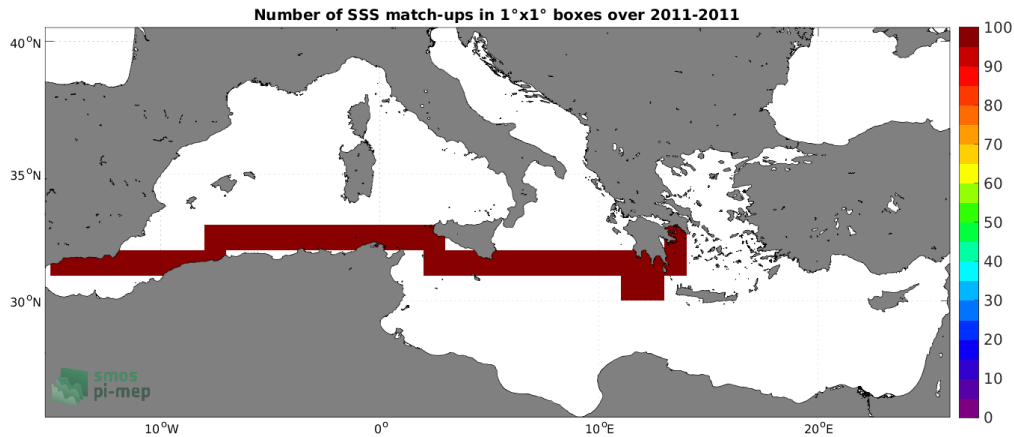 Number of SSS match-ups in 1°x1° boxes over 2011-2011
40°N
35°N
30°N
10°W
0°
10°E
20°E
100
90
80
70
60
50
40
30
20
10
0
smos
pi-mep